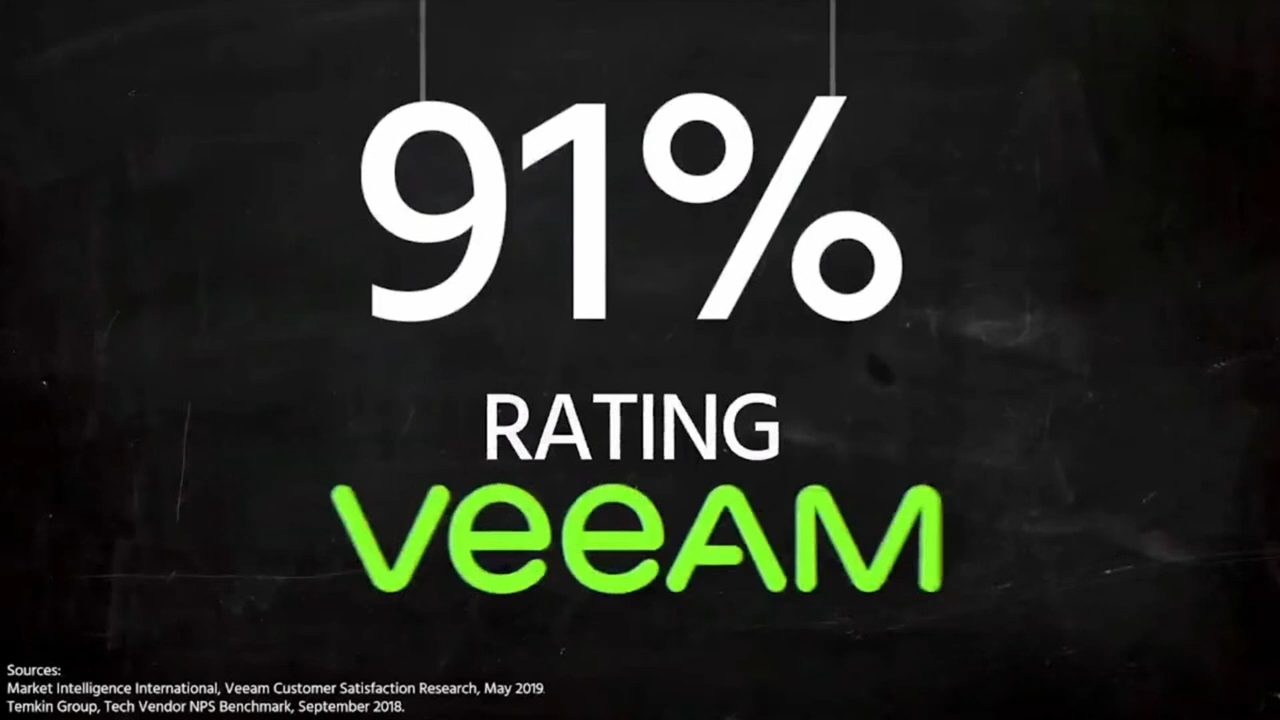 91%
RATING
veeAM
Sources:
Market Intelligence International, Veeam Customer Satisfaction Research, May 2019.
Temkin Group, Tech Vendor NPS Benchmark, September 2018.